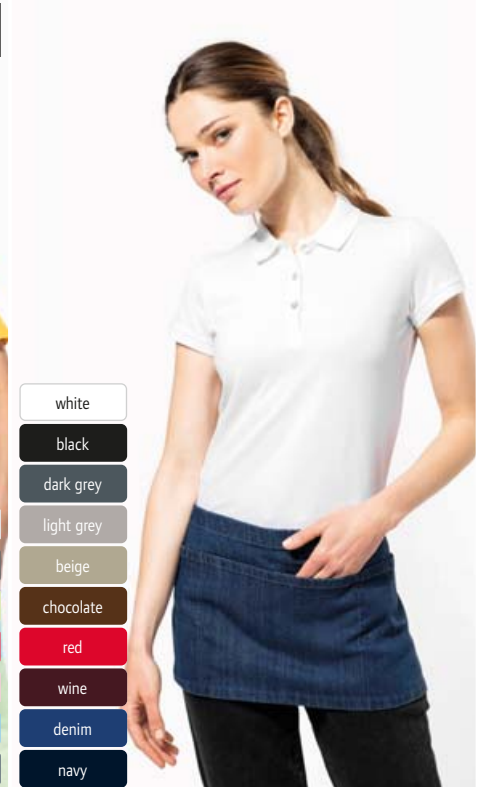 white
black
dark grey
light grey
beige
chocolate
red
wine
denim
navy